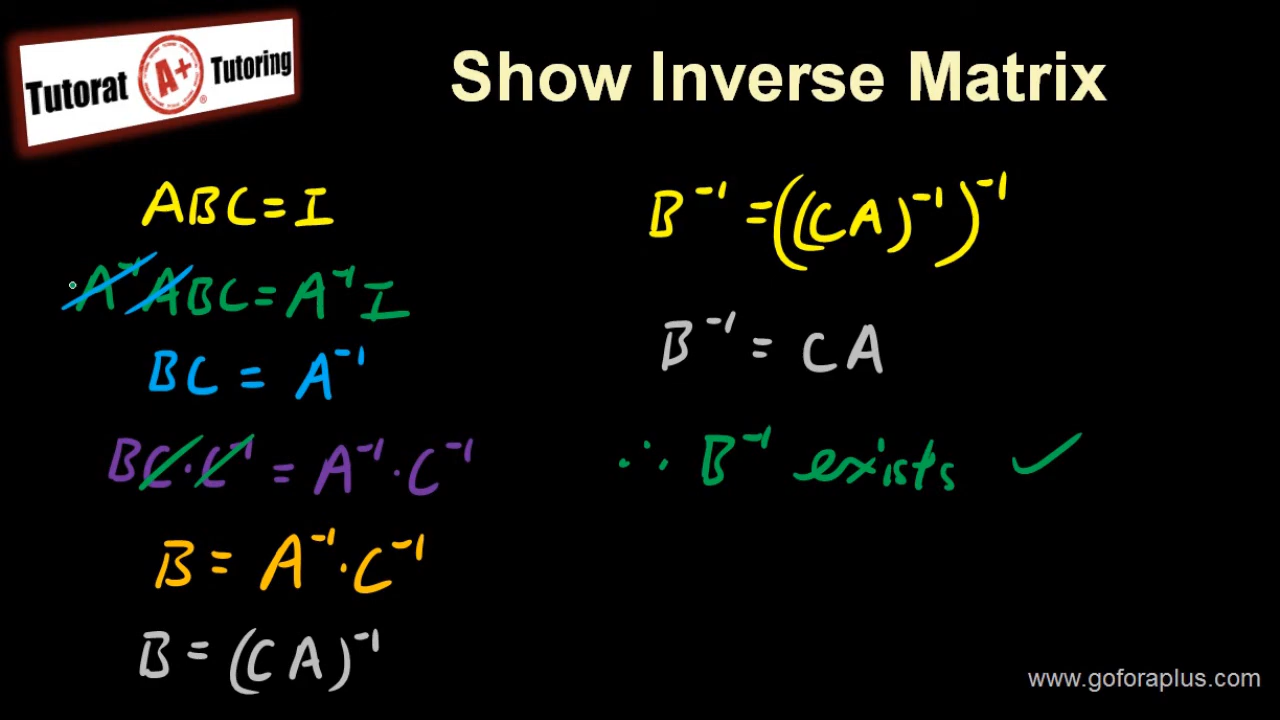 Tutorat A+ Tutoring ®
Show Inverse Matrix
ABC = I
A⁻¹ABC = A⁻¹I
BC = A⁻¹
BC·C⁻¹ = A⁻¹·C⁻¹
B = A⁻¹·C⁻¹
B = (CA)⁻¹
B⁻¹ = ((CA)⁻¹)⁻¹
B⁻¹ = CA
∴ B⁻¹ exists ✓
www.goforaplus.com